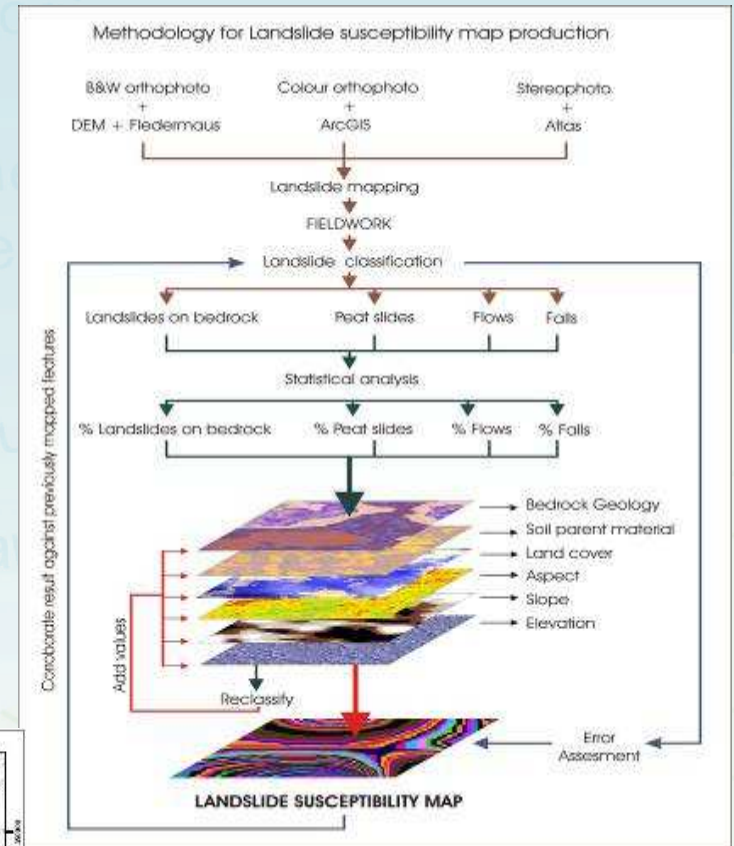 Methodology for Landslide susceptibility map production
B&W orthophoto
+
DEM + Fledermaus
Colour orthophoto
+
ArcGIS
Stereophoto
+
Atlas
Landslide mapping
FIELDWORK
Landslide classification
Landslides on bedrock Peat slides Flows Falls
Statistical analysis
% Landslides on bedrock % Peat slides % Flows % Falls
Bedrock Geology
Soil parent material
Land cover
Aspect
Slope
Elevation
Add values
Reclassify
Corroborate result against previously mapped features
Error
Assesment
LANDSLIDE SUSCEPTIBILITY MAP